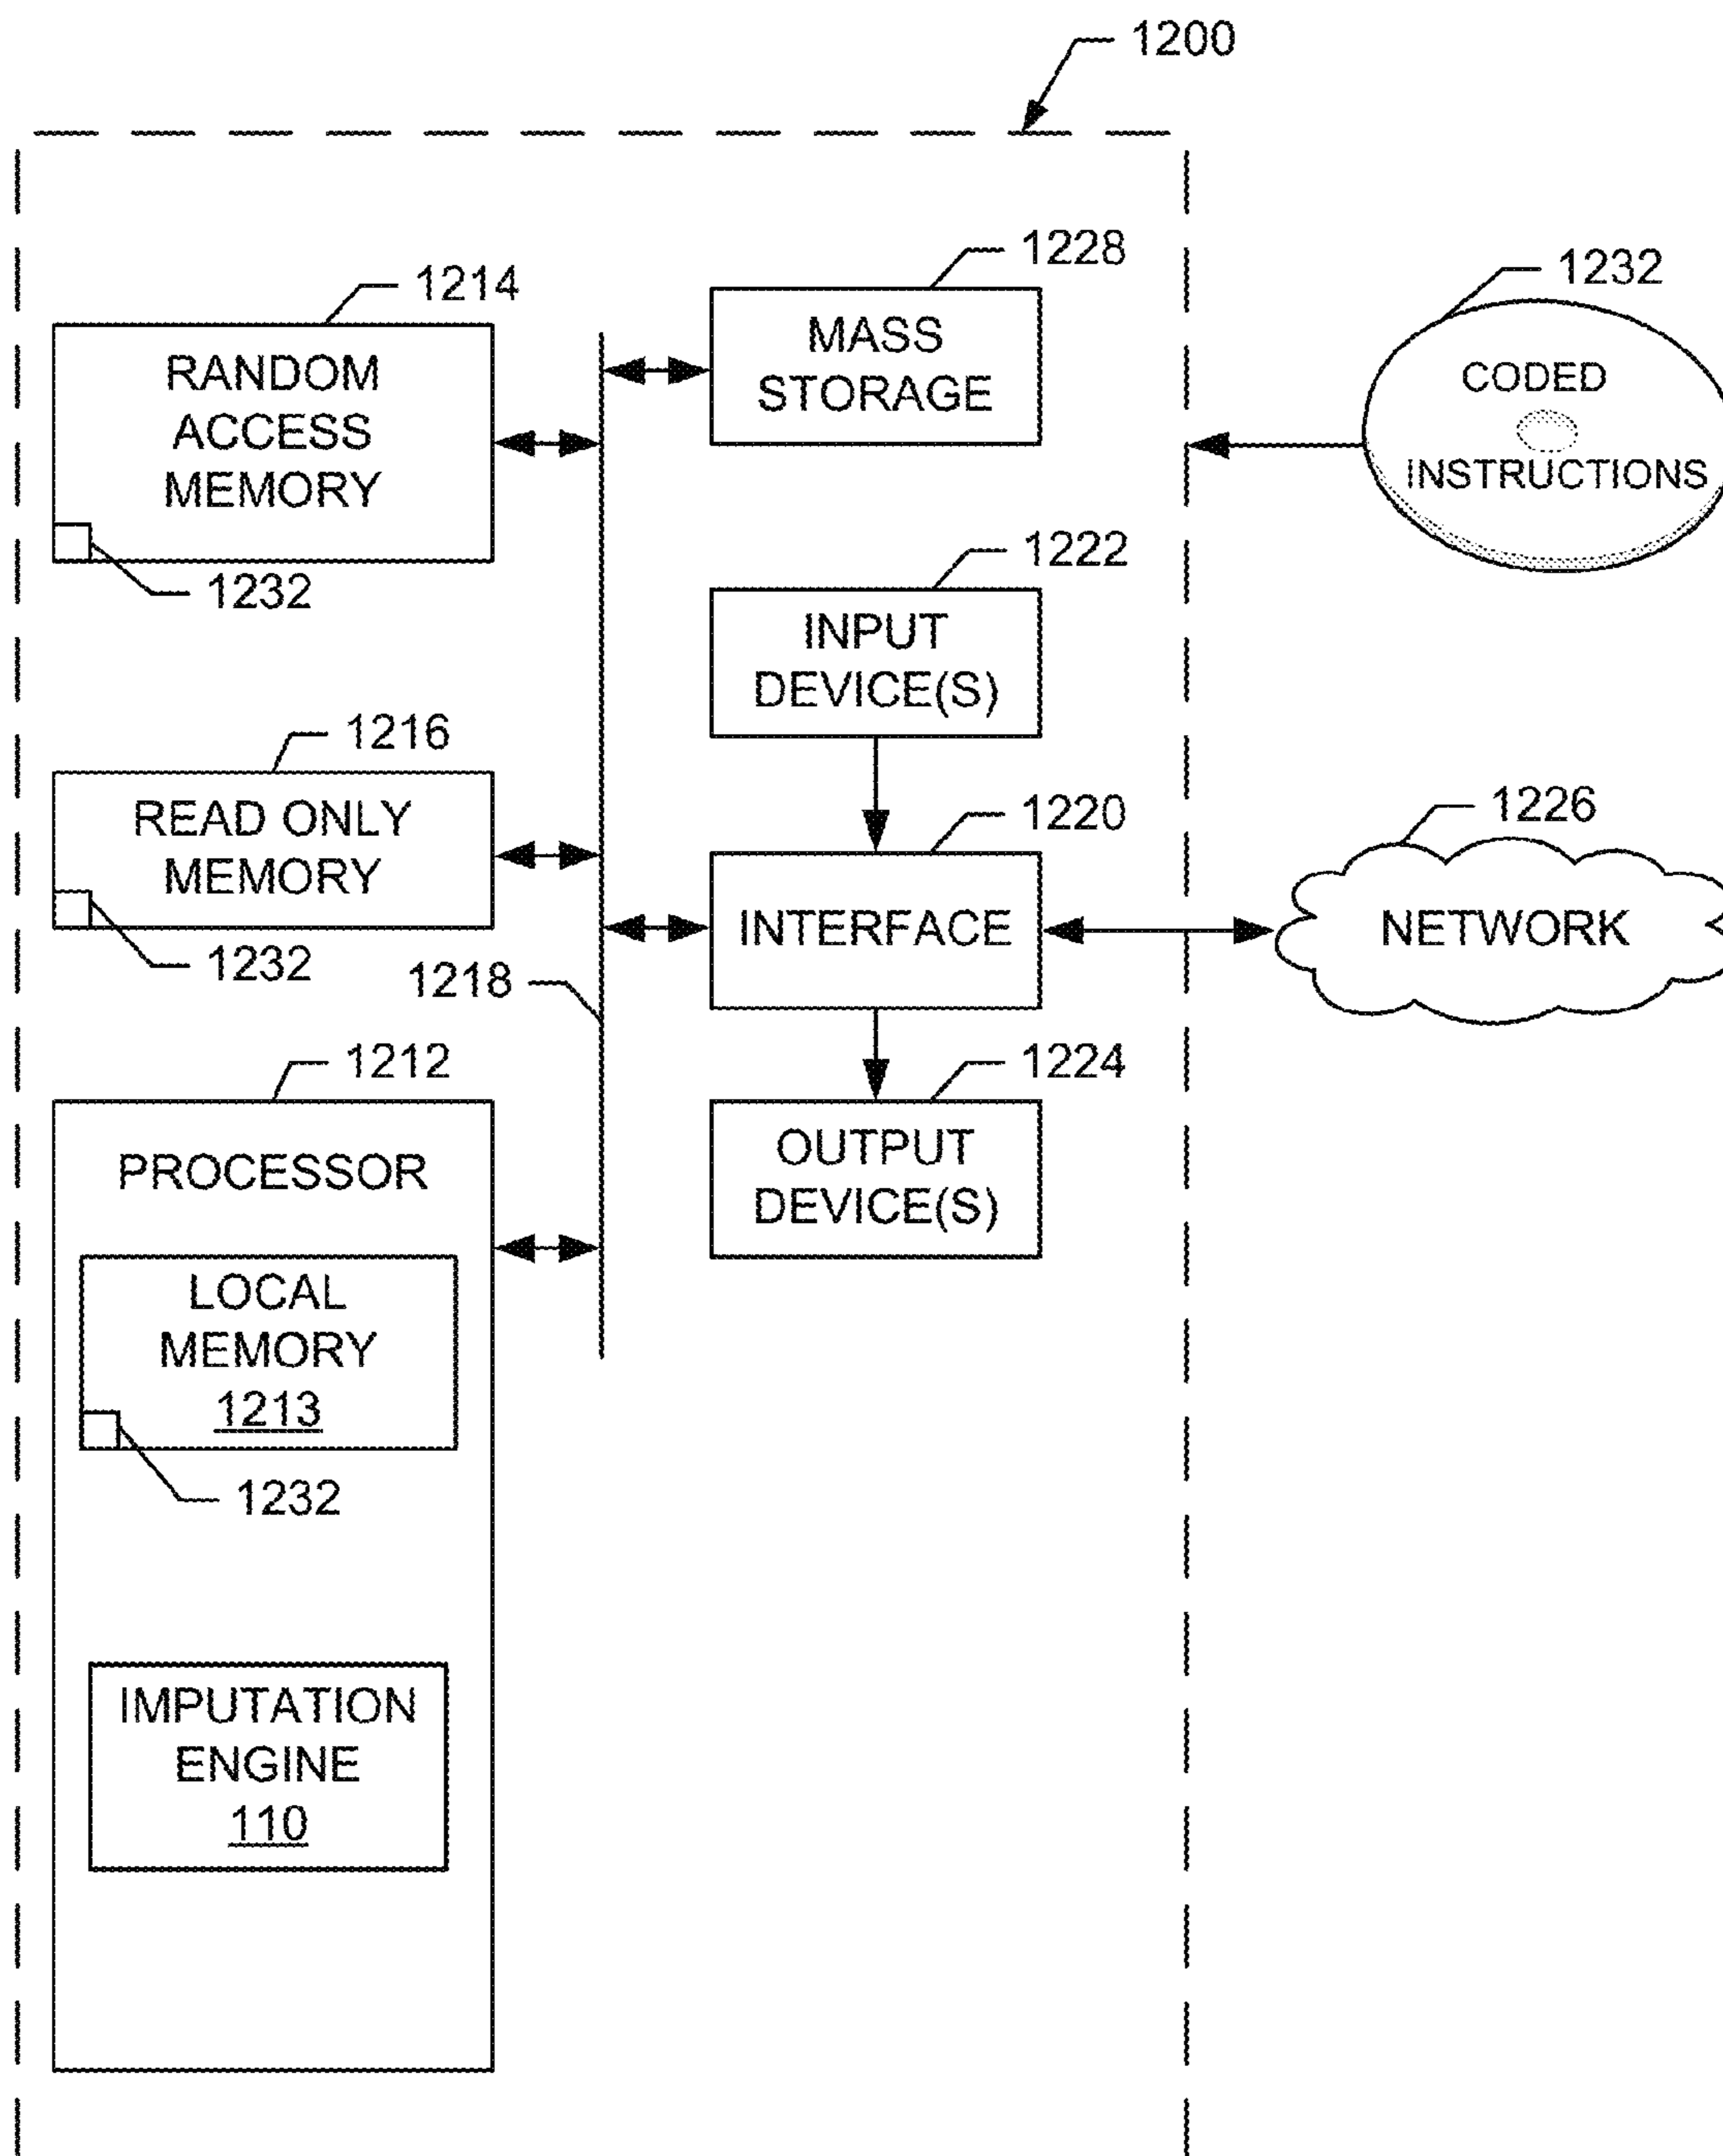 1200
1214
RANDOM
ACCESS
MEMORY
1232
1228
MASS
STORAGE
1232
CODED
INSTRUCTIONS
1222
INPUT
DEVICE(S)
1216
READ ONLY
MEMORY
1232
1218
1220
INTERFACE
1226
NETWORK
1212
PROCESSOR
LOCAL
MEMORY
1213
1232
1224
OUTPUT
DEVICE(S)
IMPUTATION
ENGINE
110